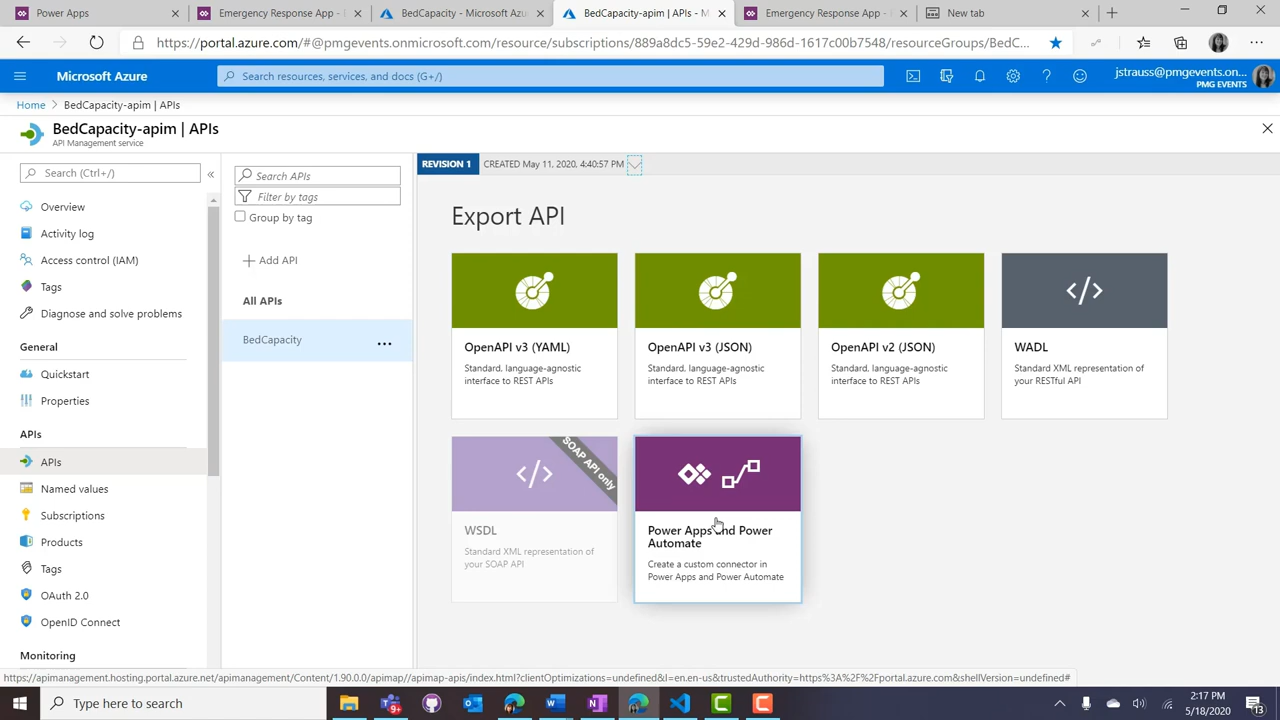 Power Apps
Emergency Response App -
BedCapacity - Microsoft Azure
BedCapacity-apim | APIs - M
Emergency Response App -
New tab
https://portal.azure.com/#@pmgevents.onmicrosoft.com/resource/subscriptions/889a8dc5-59e2-429d-986d-1617c00b7548/resourceGroups/BedC...
Microsoft Azure
Search resources, services, and docs (G+/)
jstrauss@pmgevents.on...
PMG EVENTS
Home > BedCapacity-apim | APIs
BedCapacity-apim | APIs
API Management service
Search (Ctrl+/)
Overview
Activity log
Access control (IAM)
Tags
Diagnose and solve problems
General
Quickstart
Properties
APIs
APIs
Named values
Subscriptions
Products
Tags
OAuth 2.0
OpenID Connect
Monitoring
Search APIs
Filter by tags
Group by tag
+ Add API
All APIs
BedCapacity
...
REVISION 1
CREATED May 11, 2020, 4:40:57 PM
Export API
OpenAPI v3 (YAML)
Standard, language-agnostic
interface to REST APIs
OpenAPI v3 (JSON)
Standard, language-agnostic
interface to REST APIs
OpenAPI v2 (JSON)
Standard, language-agnostic
interface to REST APIs
WADL
Standard XML representation of
your RESTful API
SOAP API only
WSDL
Standard XML representation of
your SOAP API
Power Apps and Power
Automate
Create a custom connector in
Power Apps and Power Automate
https://apimanagement.hosting.portal.azure.net/apimanagement/Content/1.90.0.0/apimap//apimap-apis/index.html?clientOptimizations=undefined&l=en.en-us&trustedAuthority=https%3A%2F%2Fportal.azure.com&shellVersion=undefined#
Type here to search
9+
2:17 PM
5/18/2020
13